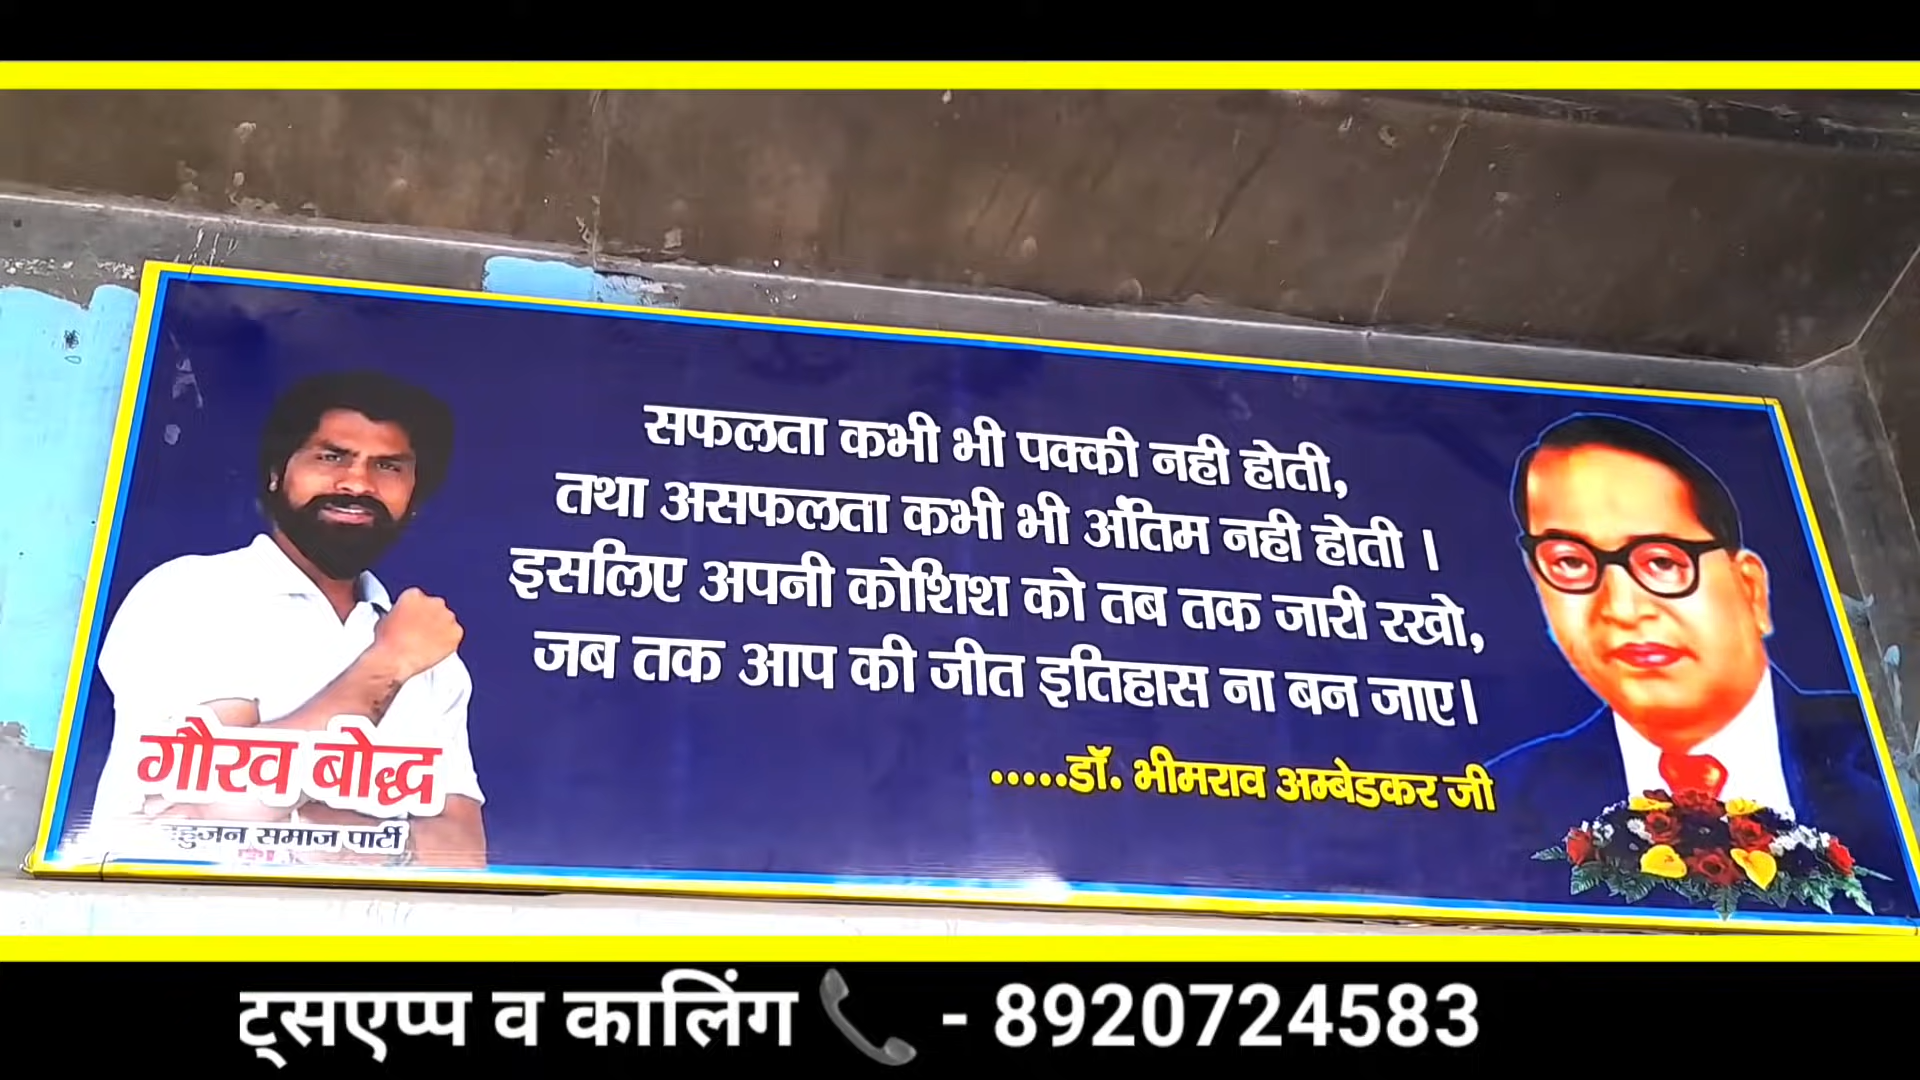 सफलता कभी भी पक्की नही होती,
तथा असफलता कभी भी अंतिम नही होती ।
इसलिए अपनी कोशिश को तब तक जारी रखो,
जब तक आप की जीत इतिहास ना बन जाए।
.....डॉ. भीमराव अम्बेडकर जी
गौरव बोद्ध
हुजन समाज पार्टी
ट्सएप्प व कालिंग - 8920724583